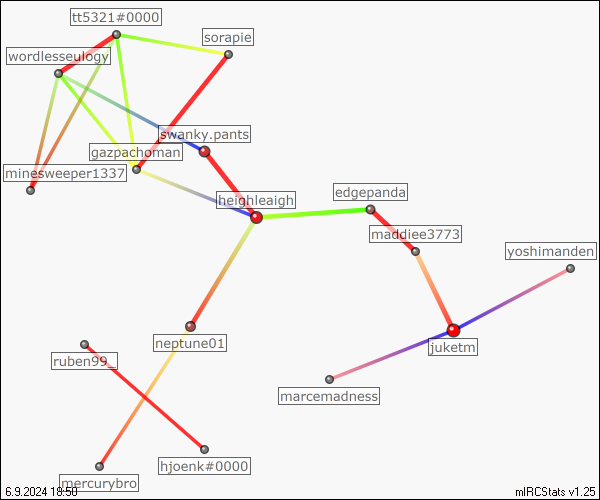 tt5321#0000
sorapie
wordlesseulogy
swanky.pants
gazpachoman
minesweeper1337
edgepanda
heighleaigh
maddiee3773
yoshimanden
neptune01
juketm
ruben99_
marcemadness
hjoenk#0000
mercurybro
6.9.2024 18:50
mIRCStats v1.25